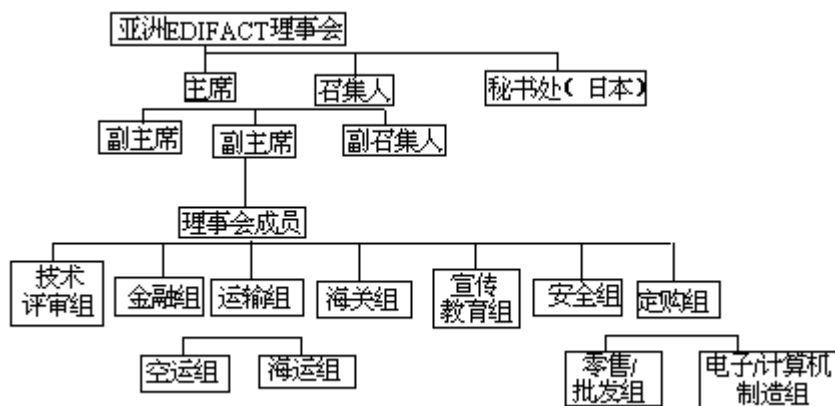 亚洲EDIFACT理事会
主席
召集人
秘书处( 日本)
副主席
副主席
副召集人
理事会成员
技术
评审组
金融组
运输组
海关组
宣传
教育组
安全组
定购组
空运组
海运组
零售/
批发组
电子/计算机
制造组